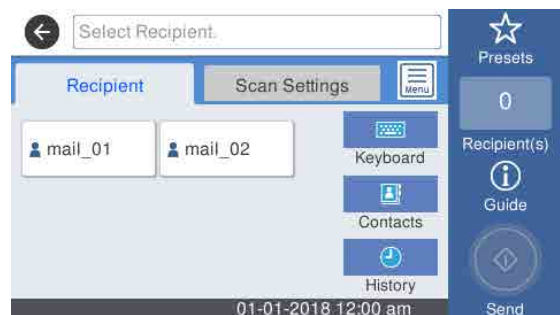 Select Recipient.
Presets
Recipient
Scan Settings
Menu
0
Recipient(s)
mail_01
mail_02
Keyboard
Guide
Contacts
History
01-01-2018 12:00 am
Send